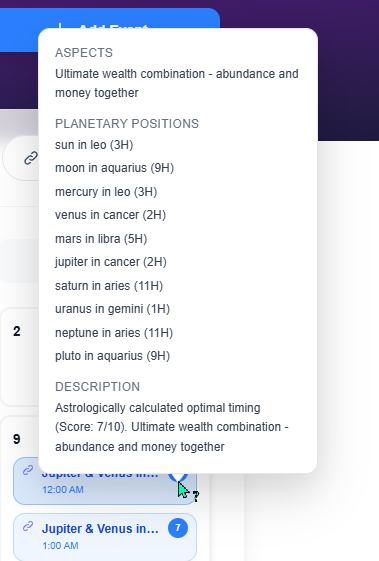 Add Event
ASPECTS
Ultimate wealth combination - abundance and
money together
PLANETARY POSITIONS
sun in leo (3H)
moon in aquarius (9H)
mercury in leo (3H)
venus in cancer (2H)
mars in libra (5H)
jupiter in cancer (2H)
saturn in aries (11H)
uranus in gemini (1H)
neptune in aries (11H)
pluto in aquarius (9H)
DESCRIPTION
Astrologically calculated optimal timing
(Score: 7/10). Ultimate wealth combination -
abundance and money together
2
9
Jupiter & Venus in...
12:00 AM
?
Jupiter & Venus in... 7
1:00 AM